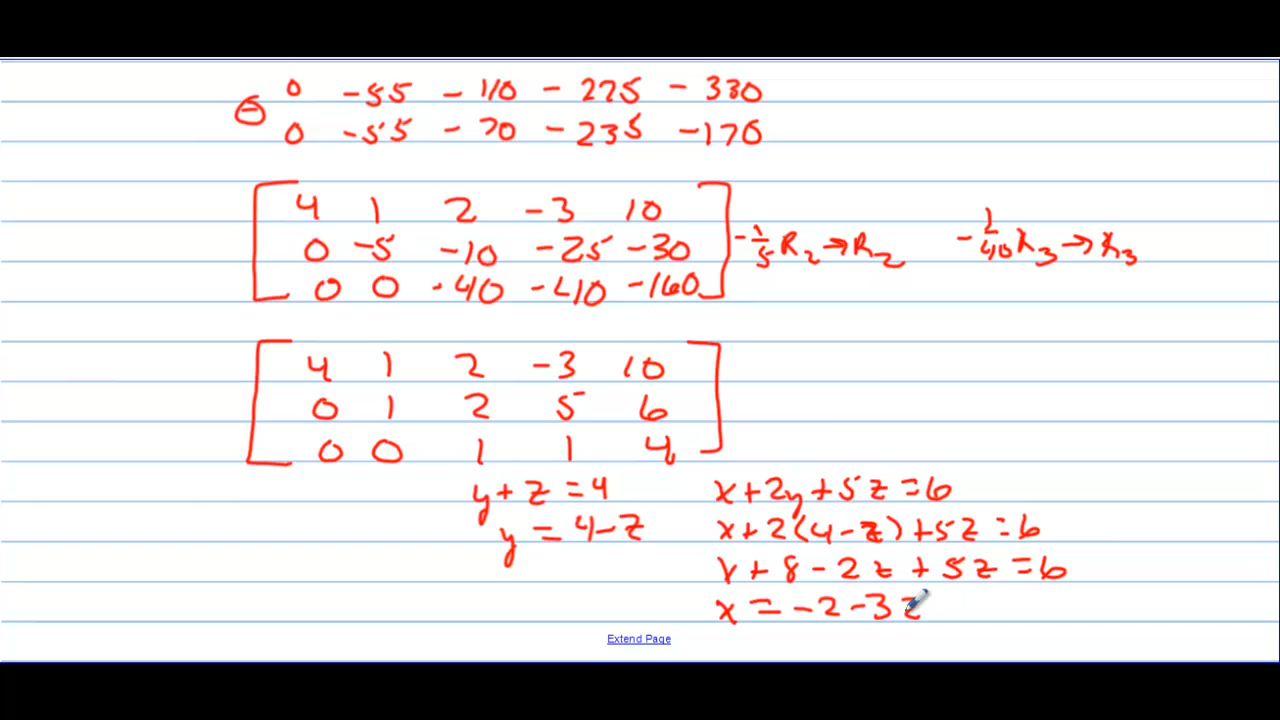 ⊖ 0 -55 -110 -275 -330
0 -55 -70 -235 -170
4 1 2 -3 10
0 -5 -10 -25 -30 -1/5 R2 → R2 -1/40 R3 → R3
0 0 -40 -40 -160
4 1 2 -3 10
0 1 2 5 6
0 0 1 1 4
y + z = 4
y = 4 - z
x + 2y + 5z = 6
x + 2(4 - z) + 5z = 6
x + 8 - 2z + 5z = 6
x = -2 - 3z
Extend Page